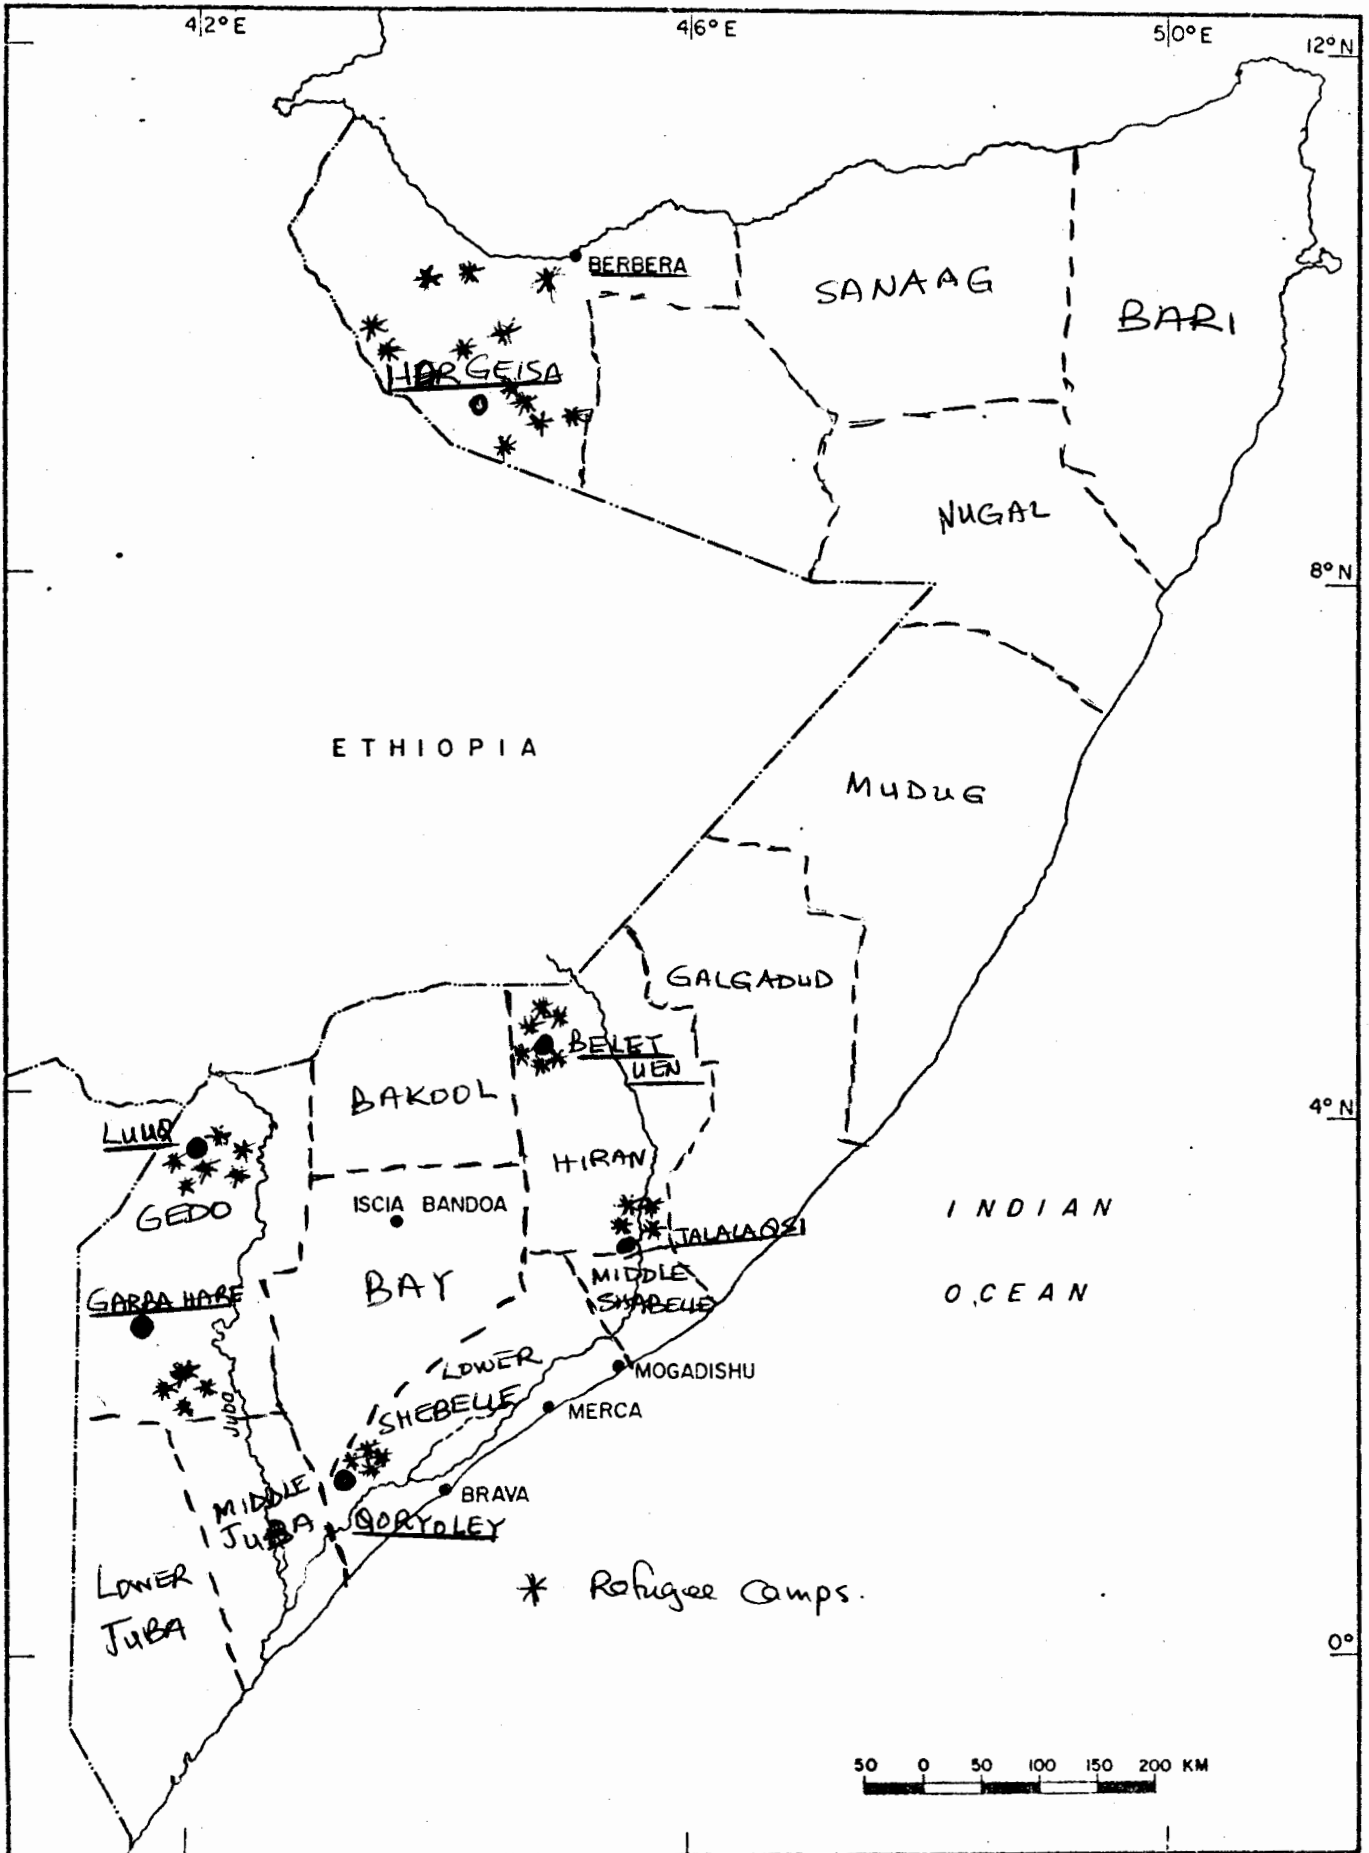 42°E
46°E
50°E
12°N
BERBERA
SANAAG
BARI
HARGEISA
NUGAL
8°N
ETHIOPIA
MUDUG
GALGADUD
BELET
UEN
BAKOOL
4°N
LUUQ
HIRAN
ISCIA BANDOA
GEDO
INDIAN
JALALAQSI
BAY
MIDDLE
SHABELLE
OCEAN
GARBA HARE
LOWER
SHEBELLE
MOGADISHU
Juba
MERCA
MIDDLE
JUBA
BRAVA
QORYOLEY
LOWER
JUBA
Refugee Camps.
0°
50 0 50 100 150 200 KM